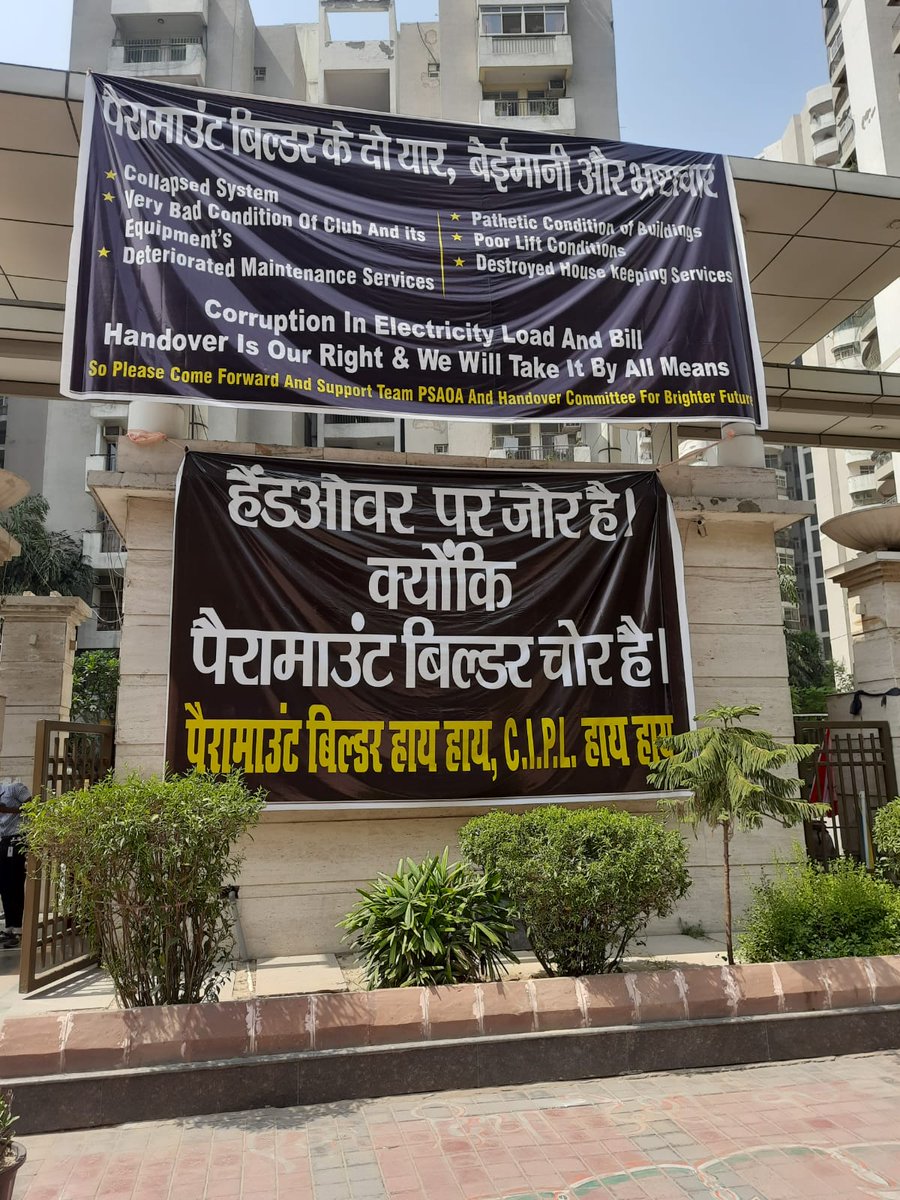 पैरामाउंट बिल्डर के दो यार, बेईमानी और भ्रष्टाचार
★ Collapsed System
★ Very Bad Condition Of Club And its
Equipment's
★ Deteriorated Maintenance Services
★ Pathetic Condition of Buildings
★ Poor Lift Conditions
★ Destroyed House Keeping Services
Corruption In Electricity Load And Bill
Handover Is Our Right & We Will Take It By All Means
So Please Come Forward And Support Team PSAOA And Handover Committee For Brighter Future
हैंडओवर पर जोर है।
क्योंकि
पैरामाउंट बिल्डर चोर है।
पैरामाउंट बिल्डर हाय हाय, C.I.P.L. हाय हाय